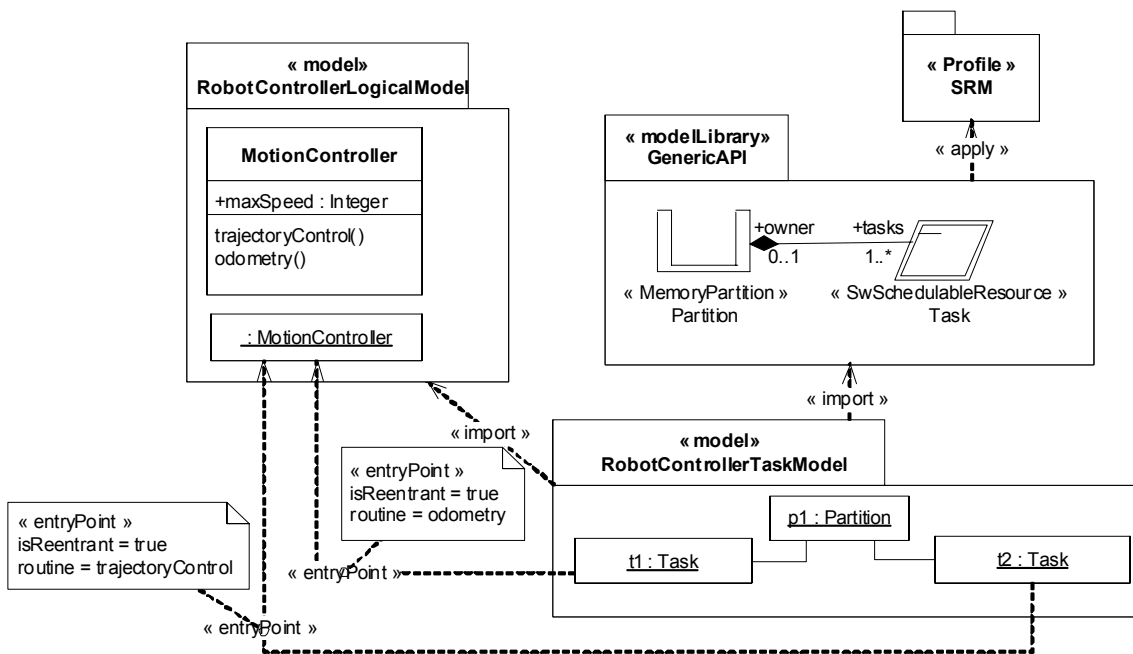 « model»
RobotControllerLogicalModel
MotionController
+maxSpeed : Integer
trajectoryControl()
odometry()
: MotionController
« Profile »
SRM
« apply »
« modelLibrary»
GenericAPI
+owner
+tasks
0..1
1..*
« MemoryPartition »
Partition
« SwSchedulableResource »
Task
« import »
« import »
« model»
RobotControllerTaskModel
p1 : Partition
t1 : Task
t2 : Task
« entryPoint »
isReentrant = true
routine = odometry
« entryPoint »
isReentrant = true
routine = trajectoryControl
« entryPoint »
« entryPoint »